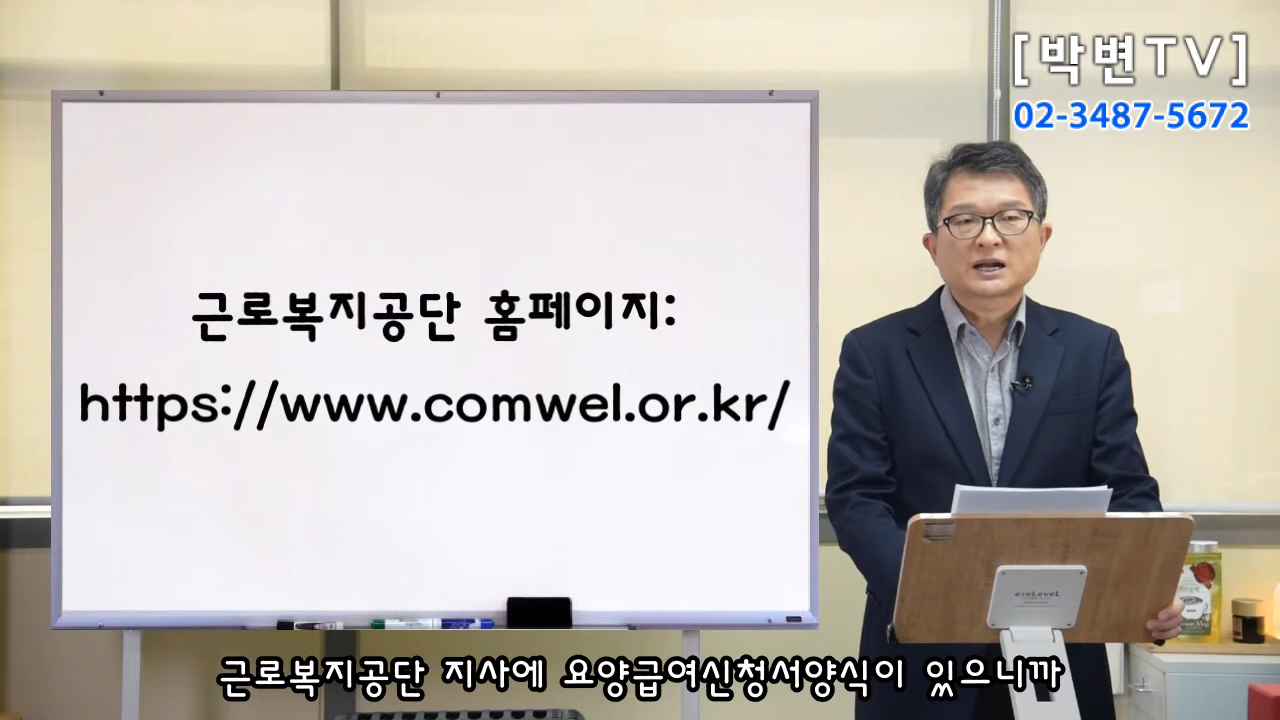 [박변TV]
02-3487-5672
근로복지공단 홈페이지:
https://www.comwel.or.kr/
eyeLeveL
근로복지공단 지사에 요양급여신청서양식이 있으니까